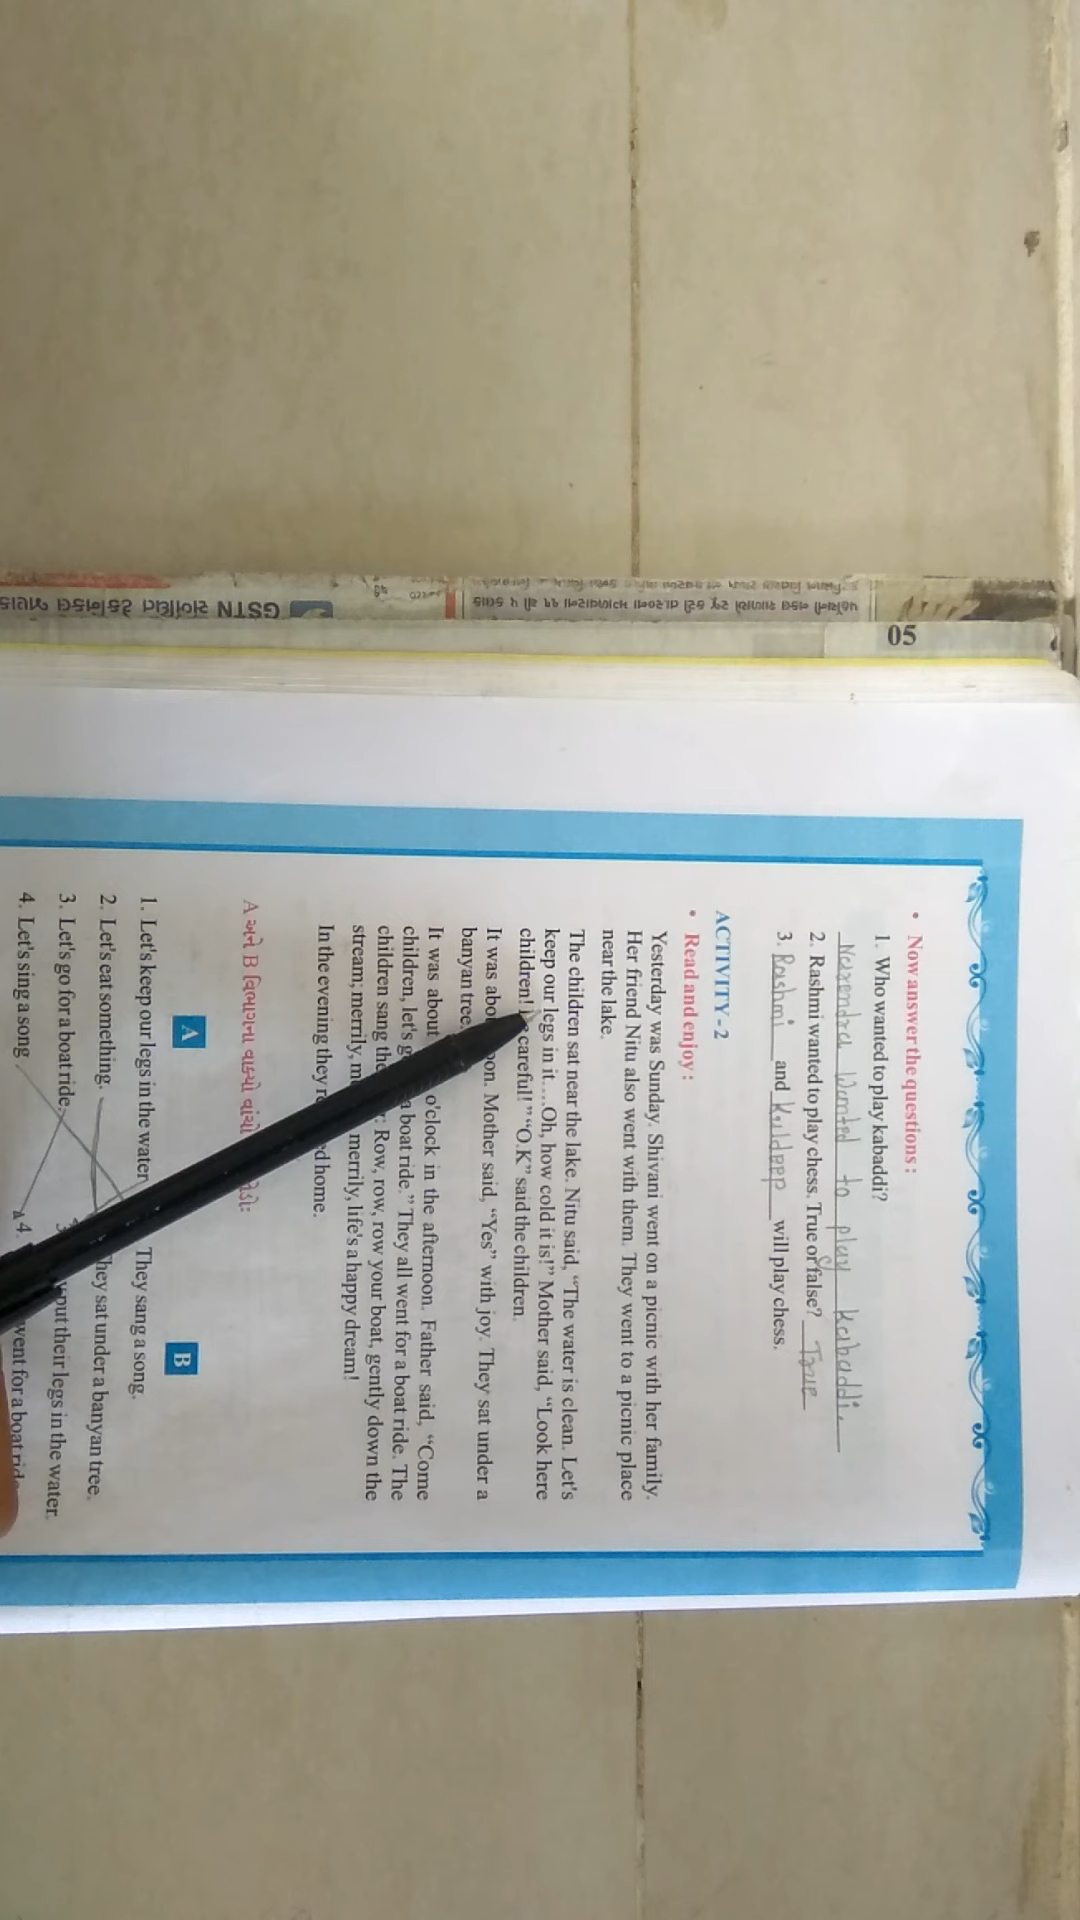 • Now answer the questions :
1. Who wanted to play kabaddi?
Narendra wanted to play kabaddi.
2. Rashmi wanted to play chess. True or false? True
3. Rashmi and Kuldeep will play chess.
ACTIVITY - 2
• Read and enjoy :
Yesterday was Sunday. Shivani went on a picnic with her family.
Her friend Nitu also went with them. They went to a picnic place
near the lake.
The children sat near the lake. Nitu said, “The water is clean. Let's
keep our legs in it....Oh, how cold it is!” Mother said, “Look here
children! careful!” “O.K” said the children.
It was Mother said, “Yes” with joy. They sat under a
banyan tree.
It was about o'clock in the afternoon. Father said, “Come
children, let's boat ride.” They all went for a boat ride. The
children sang Row, row, row your boat, gently down the
stream; merrily, merrily, life's a happy dream!
In the evening they home.
A અને B વિભાગના વાક્યો વાંચો
A
B
1. Let's keep our legs in the water They sang a song.
2. Let's eat something. They sat under a banyan tree.
3. Let's go for a boat ride. put their legs in the water.
4. Let's sing a song 4. went for a boat ride
05
GSTN સંબંધિત ટેકનિકલ